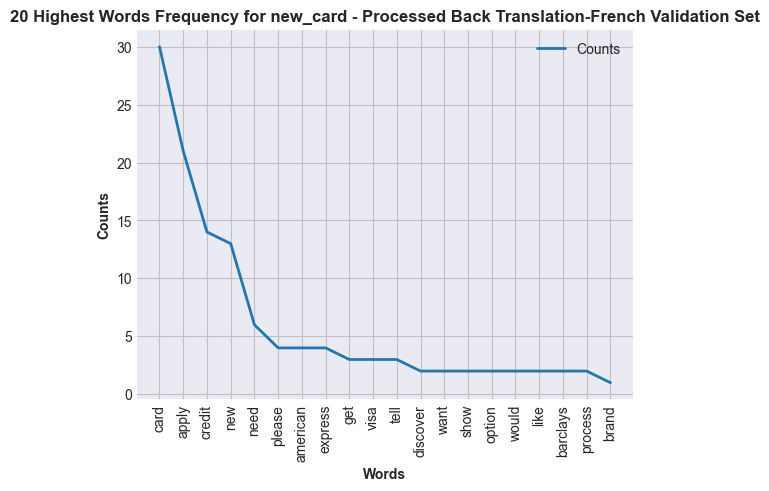 20 Highest Words Frequency for new_card - Processed Back Translation-French Validation Set
Counts
30
25
20
15
10
5
0
Counts
card
apply
credit
new
need
please
american
express
get
visa
tell
discover
want
show
option
would
like
barclays
process
brand
Words